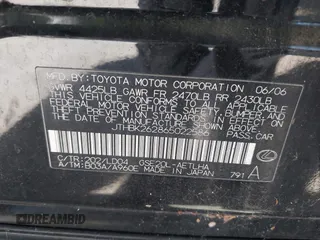 MFD. BY: TOYOTA MOTOR CORPORATION 06/06
GVWR 4425LB GAWR FR 2470LB RR 2430LB
THIS VEHICLE CONFORMS TO ALL APPLICABLE
FEDERAL MOTOR VEHICLE SAFETY, BUMPER, AND
THEFT PREVENTION STANDARDS IN EFFECT ON
THE DATE OF MANUFACTURE SHOWN ABOVE.
JTHBK262865022586 PASS.CAR
C/TR: 202/LD04 GSE20L-AETLHA
A/TM: B03A/A960E MADE IN JAPAN 791 A
DREAMBID